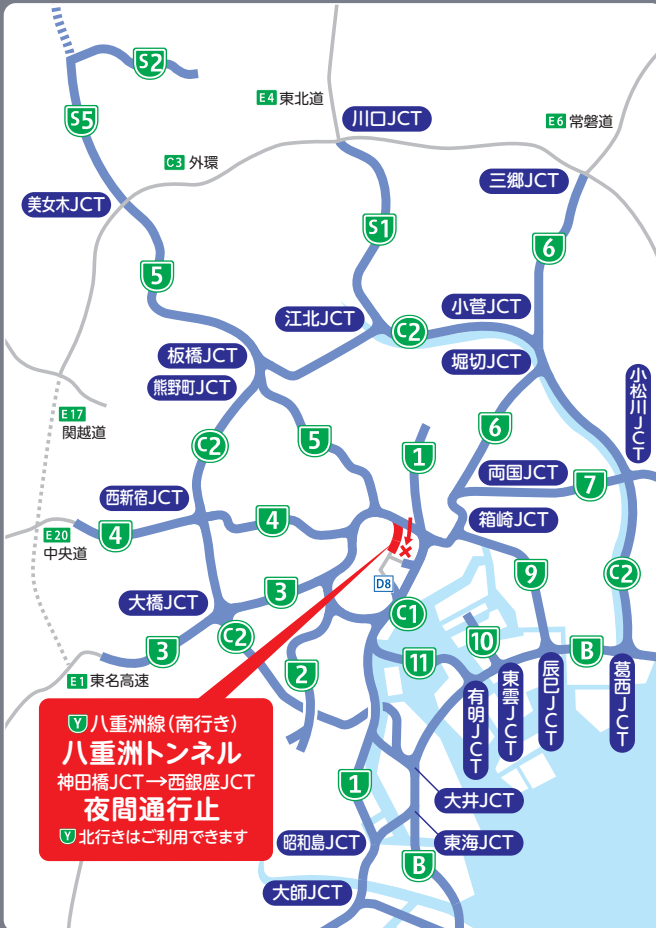 S2
E4 東北道
川口JCT
E6 常磐道
S5
C3 外環
三郷JCT
美女木JCT
S1
6
5
江北JCT
C2
小菅JCT
板橋JCT
堀切JCT
熊野町JCT
小松川JCT
E17
関越道
C2
5
1
6
両国JCT
7
西新宿JCT
4
4
箱崎JCT
E20
中央道
D8
9
C2
大橋JCT
3
C1
3
C2
11
10
B
E1 東名高速
2
有明JCT
東雲JCT
辰巳JCT
葛西JCT
Y 八重洲線(南行き)
八重洲トンネル
神田橋JCT→西銀座JCT
夜間通行止
Y 北行きはご利用できます
1
大井JCT
昭和島JCT
東海JCT
B
大師JCT